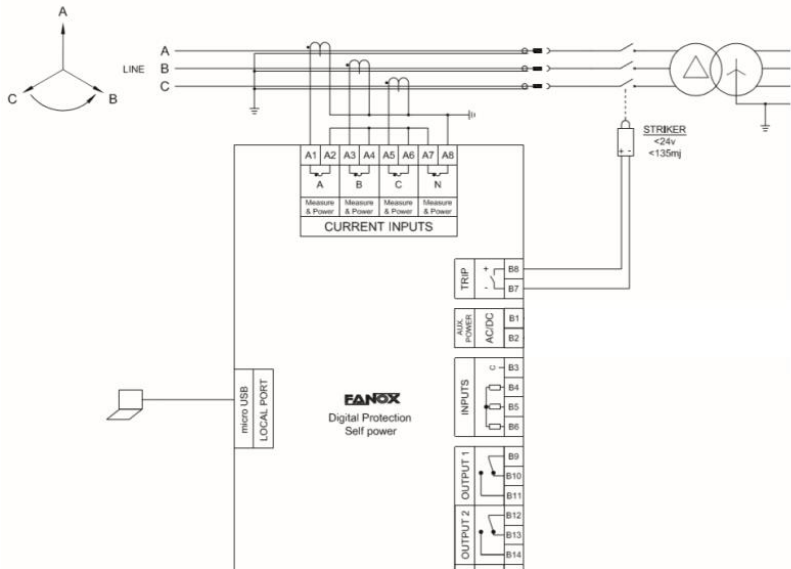 A
C
B
LINE
A
B
C
STRIKER
<24v
<135mj
+ -
A1 A2 A3 A4 A5 A6 A7 A8
A B C N
Measure & Power
Measure & Power
Measure & Power
Measure & Power
CURRENT INPUTS
TRIP
+
-
B8
B7
AUX. POWER
AC/DC
B1
B2
INPUTS
C
B3
B4
B5
B6
micro USB
LOCAL PORT
FANOX
Digital Protection
Self power
OUTPUT 1
B9
B10
B11
OUTPUT 2
B12
B13
B14